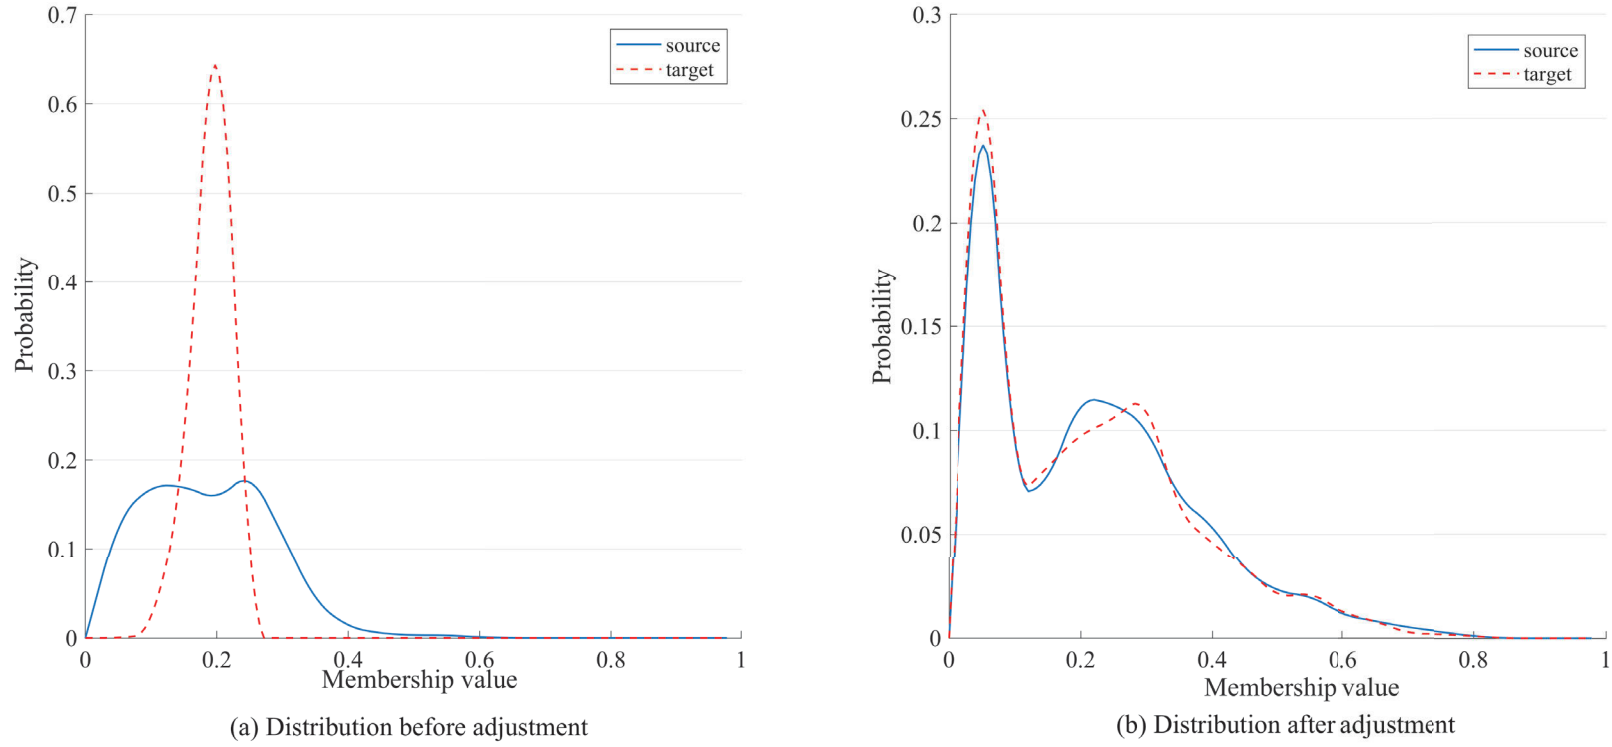 0.7
0.6
0.5
0.4
0.3
0.2
0.1
0
Probability
source
target
0
0.2
0.4
0.6
0.8
1
Membership value
(a) Distribution before adjustment
0.3
0.25
0.2
0.15
0.1
0.05
0
Probability
source
target
0
0.2
0.4
0.6
0.8
1
Membership value
(b) Distribution after adjustment